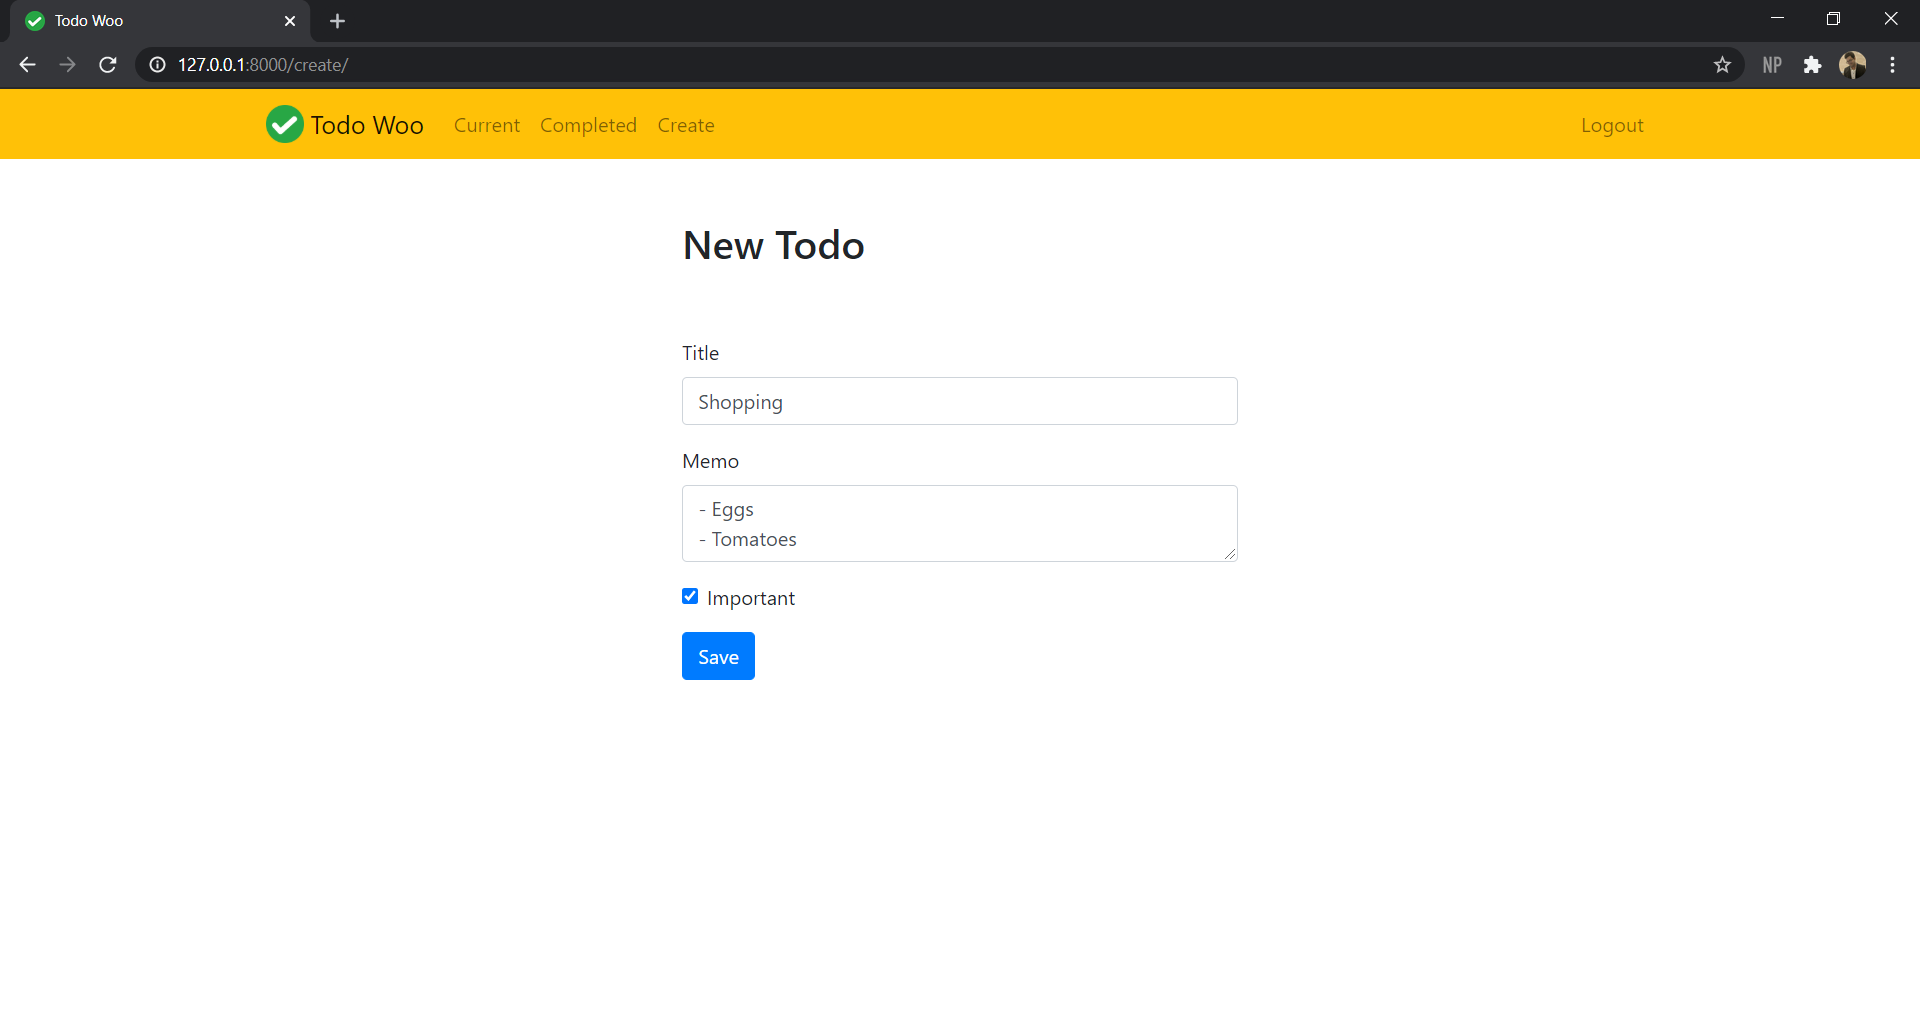 Todo Woo
127.0.0.1:8000/create/
NP
Todo Woo Current Completed Create Logout
New Todo
Title
Shopping
Memo
- Eggs
- Tomatoes
Important
Save